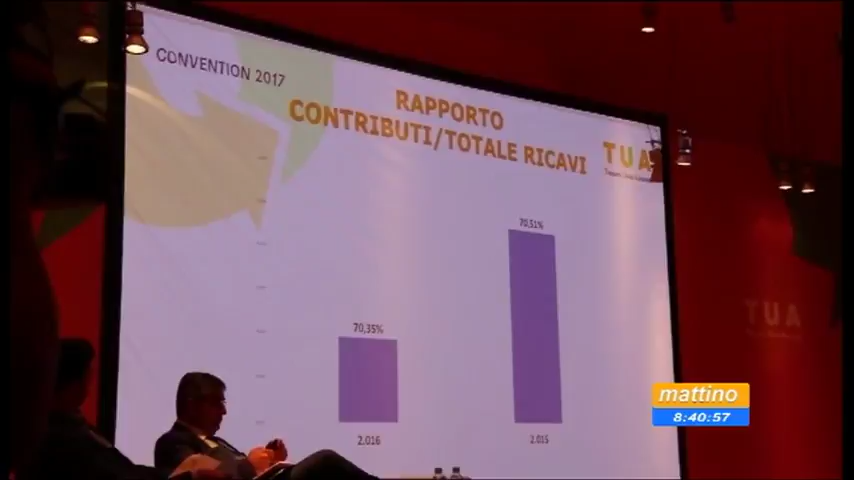 CONVENTION 2017
RAPPORTO
CONTRIBUTI/TOTALE RICAVI
TUA
70,51%
70,35%
2.016
2.015
TUA
mattino
8:40:57